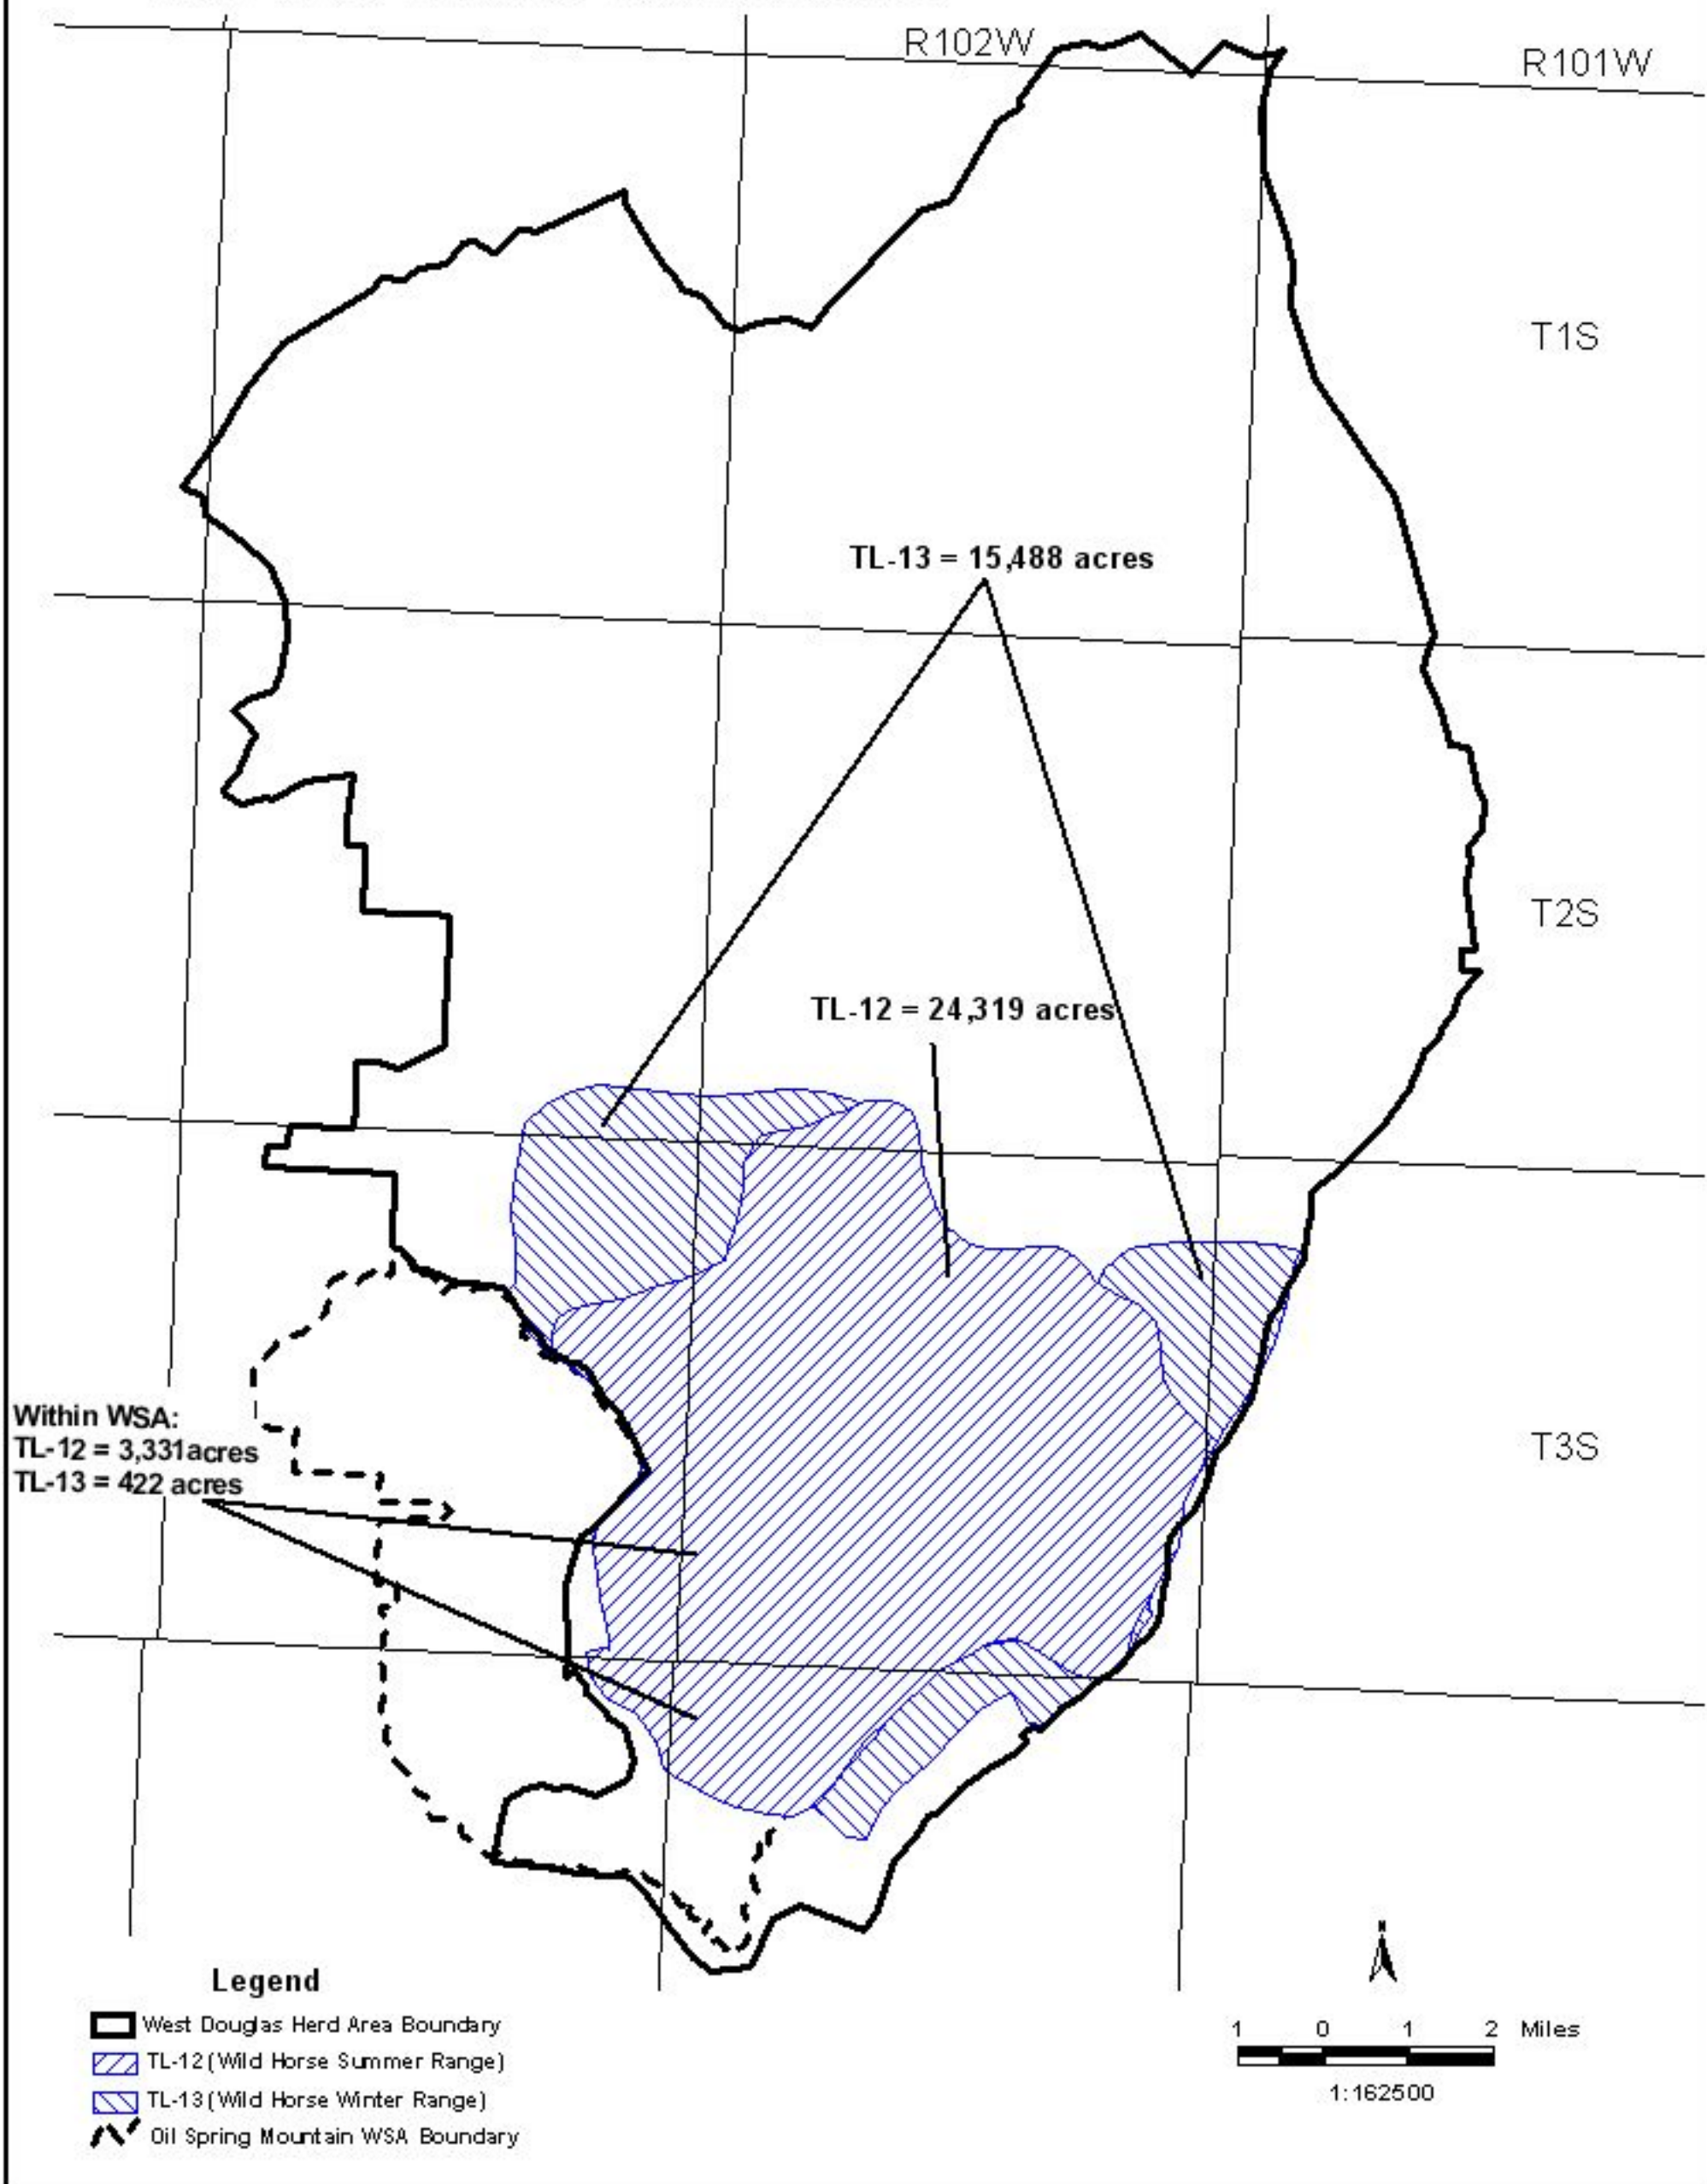 R102W
R101W
T1S
TL-13 = 15,488 acres
T2S
TL-12 = 24,319 acres
Within WSA:
TL-12 = 3,331acres
TL-13 = 422 acres
T3S
Legend
West Douglas Herd Area Boundary
TL-12 (Wild Horse Summer Range)
TL-13 (Wild Horse Winter Range)
Oil Spring Mountain WSA Boundary
N
1 0 1 2 Miles
1:162500